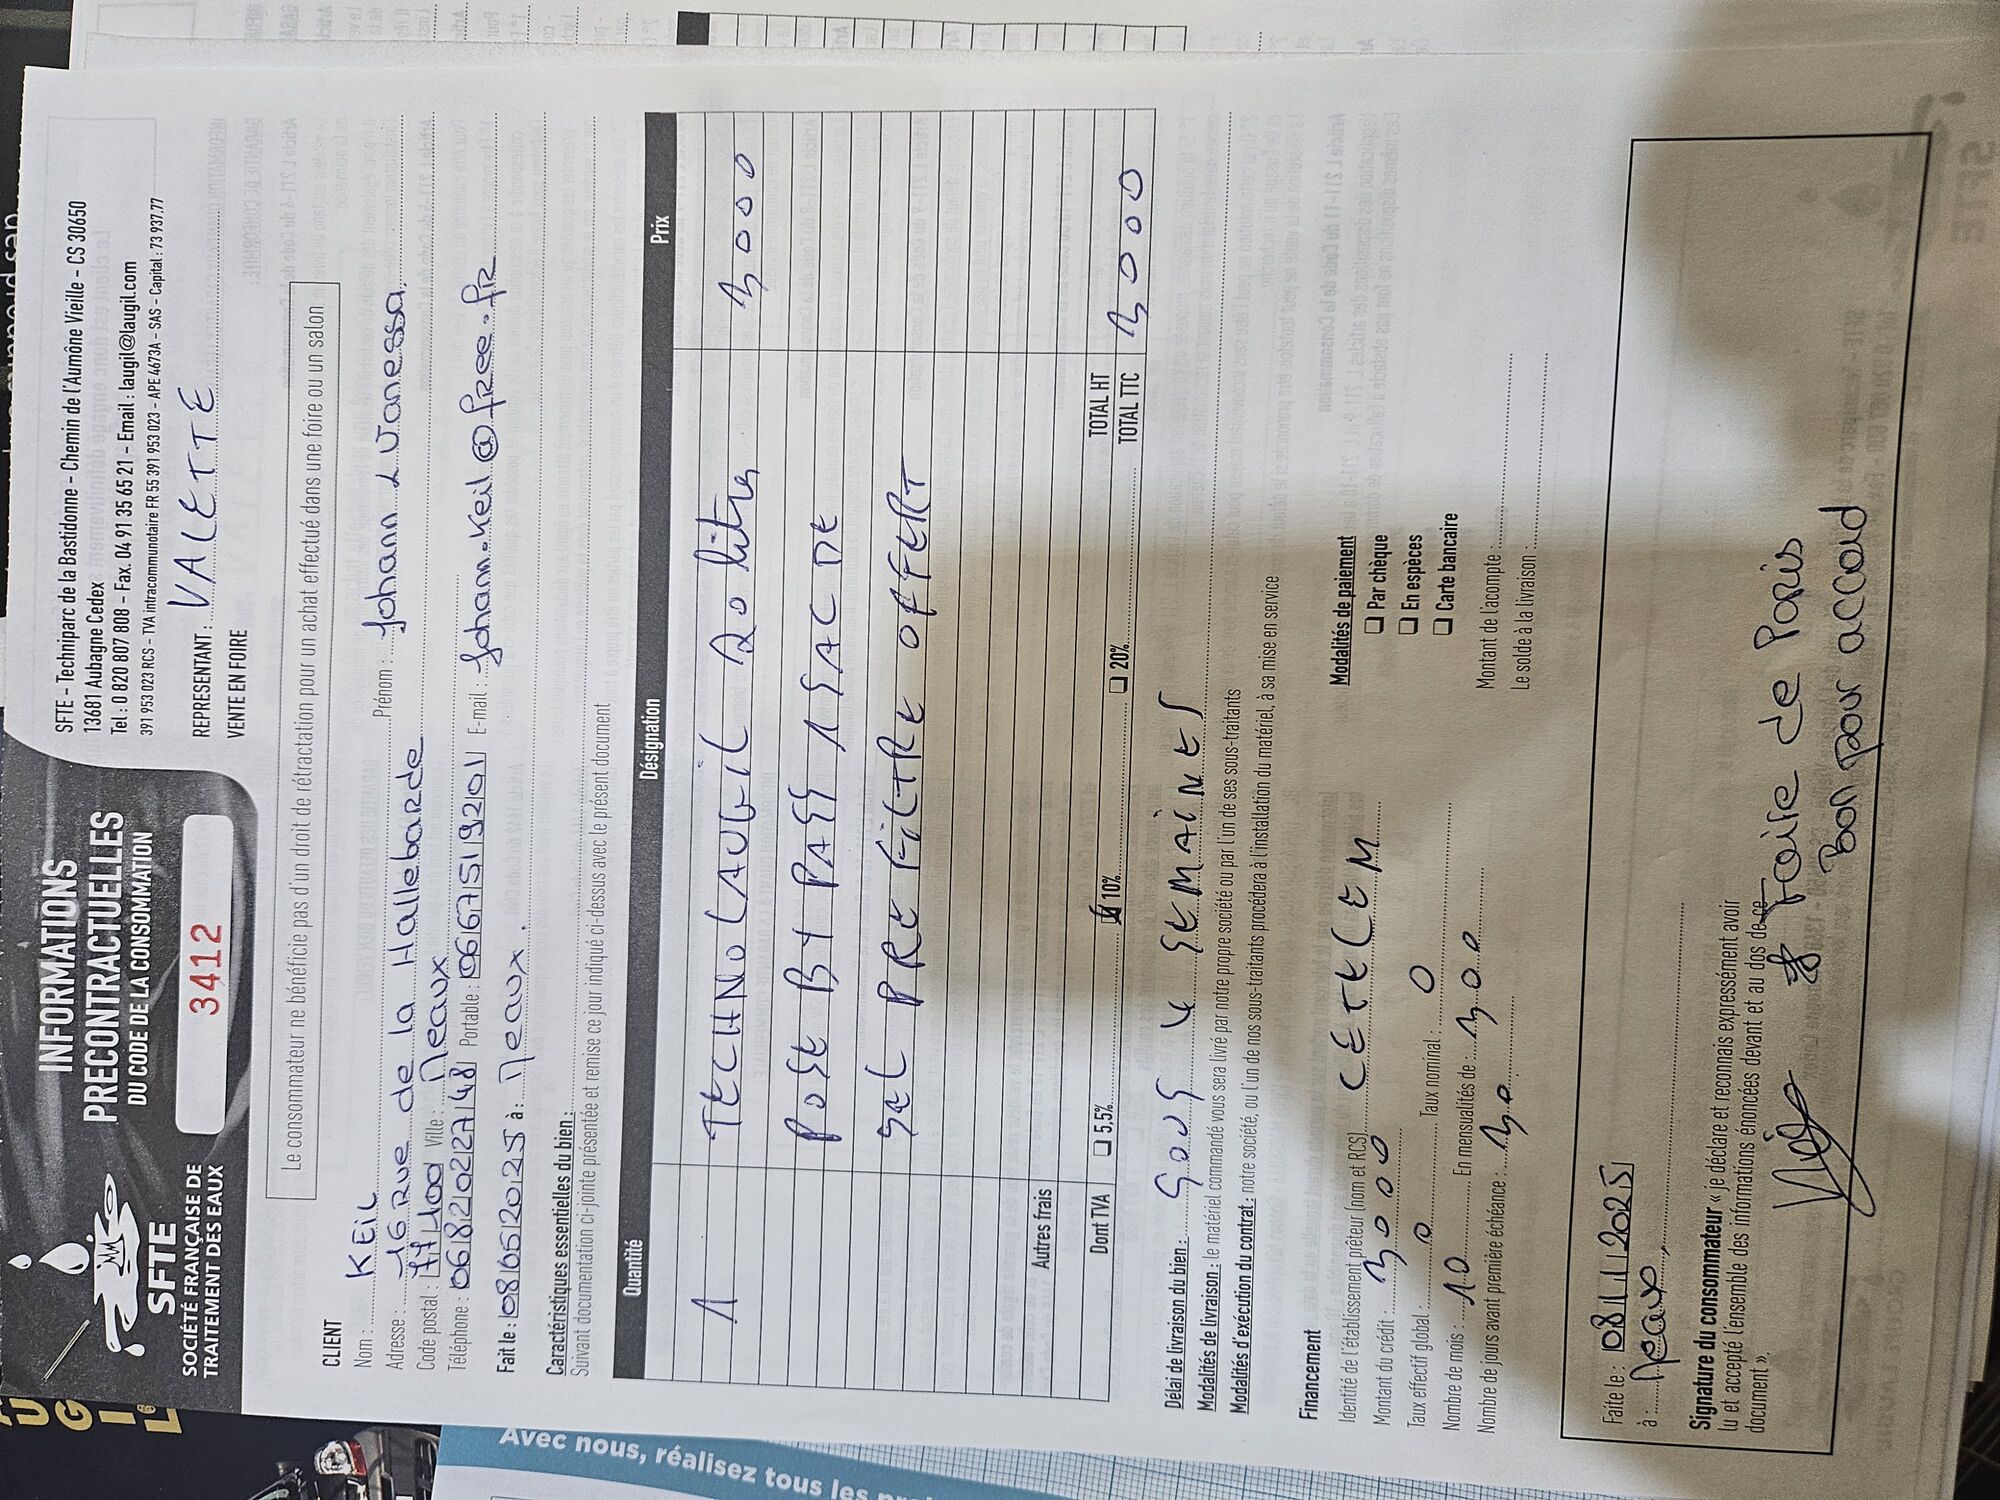 INFORMATIONS
PRECONTRACTUELLES
DU CODE DE LA CONSOMMATION
3412
SFTE
SOCIÉTÉ FRANÇAISE DE
TRAITEMENT DES EAUX
SFTE - Techniparc de la Bastidonne - Chemin de l'Aumône Vieille - CS 30650
13681 Aubagne Cedex
Tel : 0 820 807 808 - Fax. 04 91 35 65 21 - Email : laugil@laugil.com
391 953 023 RCS - TVA intracommunotaire FR 55 391 953 023 - APE 4673A - SAS - Capital : 73 937.77
REPRESENTANT : VALETTE
VENTE EN FOIRE
Le consommateur ne bénéficie pas d'un droit de rétractation pour un achat effectué dans une foire ou un salon
CLIENT
Nom : KEIL Prénom : Johann & Vanessa
Adresse : 16 Rue de la Hallebarde
Code postal : 77100 Ville : Meaux
Téléphone : 0682022748 Portable : 0667519201 E-mail : Johann.Keil@free.fr
Fait le : 08052025 à : Meaux.
Caractéristiques essentielles du bien :
Suivant documentation ci-jointe présentée et remise ce jour indiqué ci-dessus avec le présent document
Quantité Désignation Prix
1 TECHNO LAUGIL 20 litres 3000
POSE BY PASS 1 SAC DE
SEL PRE FILTRE OFFERT
Autres frais
Dont TVA 5,5% 10% 20% TOTAL HT
TOTAL TTC 3000
Délai de livraison du bien : SOUS 4 SEMAINES
Modalités de livraison : le matériel commandé vous sera livré par notre propre société ou par l'un de ses sous-traitants
Modalités d'exécution du contrat : notre société, ou l'un de nos sous-traitants procédera à l'installation du matériel, à sa mise en service
Financement
Identité de l'établissement prêteur (nom et RCS) CETELEM
Montant du crédit : 3000
Taux effectif global : 0 Taux nominal : 0
Nombre de mois : 10 En mensualités de : 300
Nombre de jours avant première échéance : 30
Modalités de paiement
Par chèque
En espèces
Carte bancaire
Montant de l'acompte :
Le solde à la livraison :
Faite le : 08112025
à : Meaux,
Signature du consommateur « je déclare et reconnais expressément avoir
lu et accepté l'ensemble des informations énoncées devant et au dos de ce
document ».
Foire de Paris
Bon pour accord
Avec nous, réalisez tous les